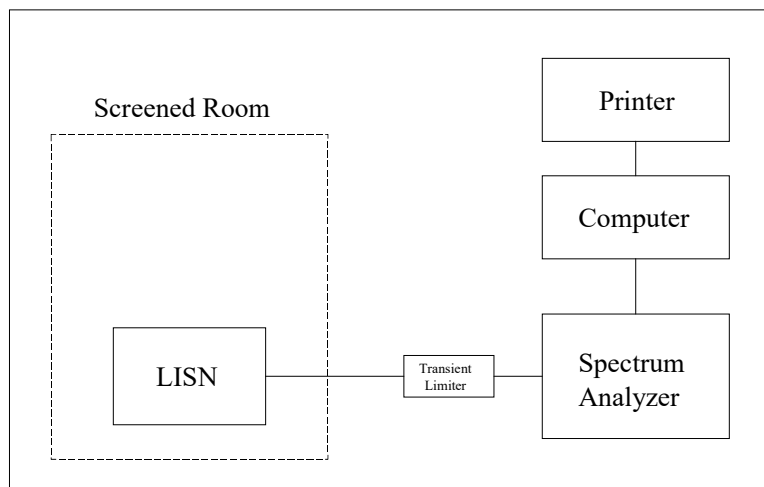 Screened Room
Printer
Computer
LISN
Transient
Limiter
Spectrum
Analyzer